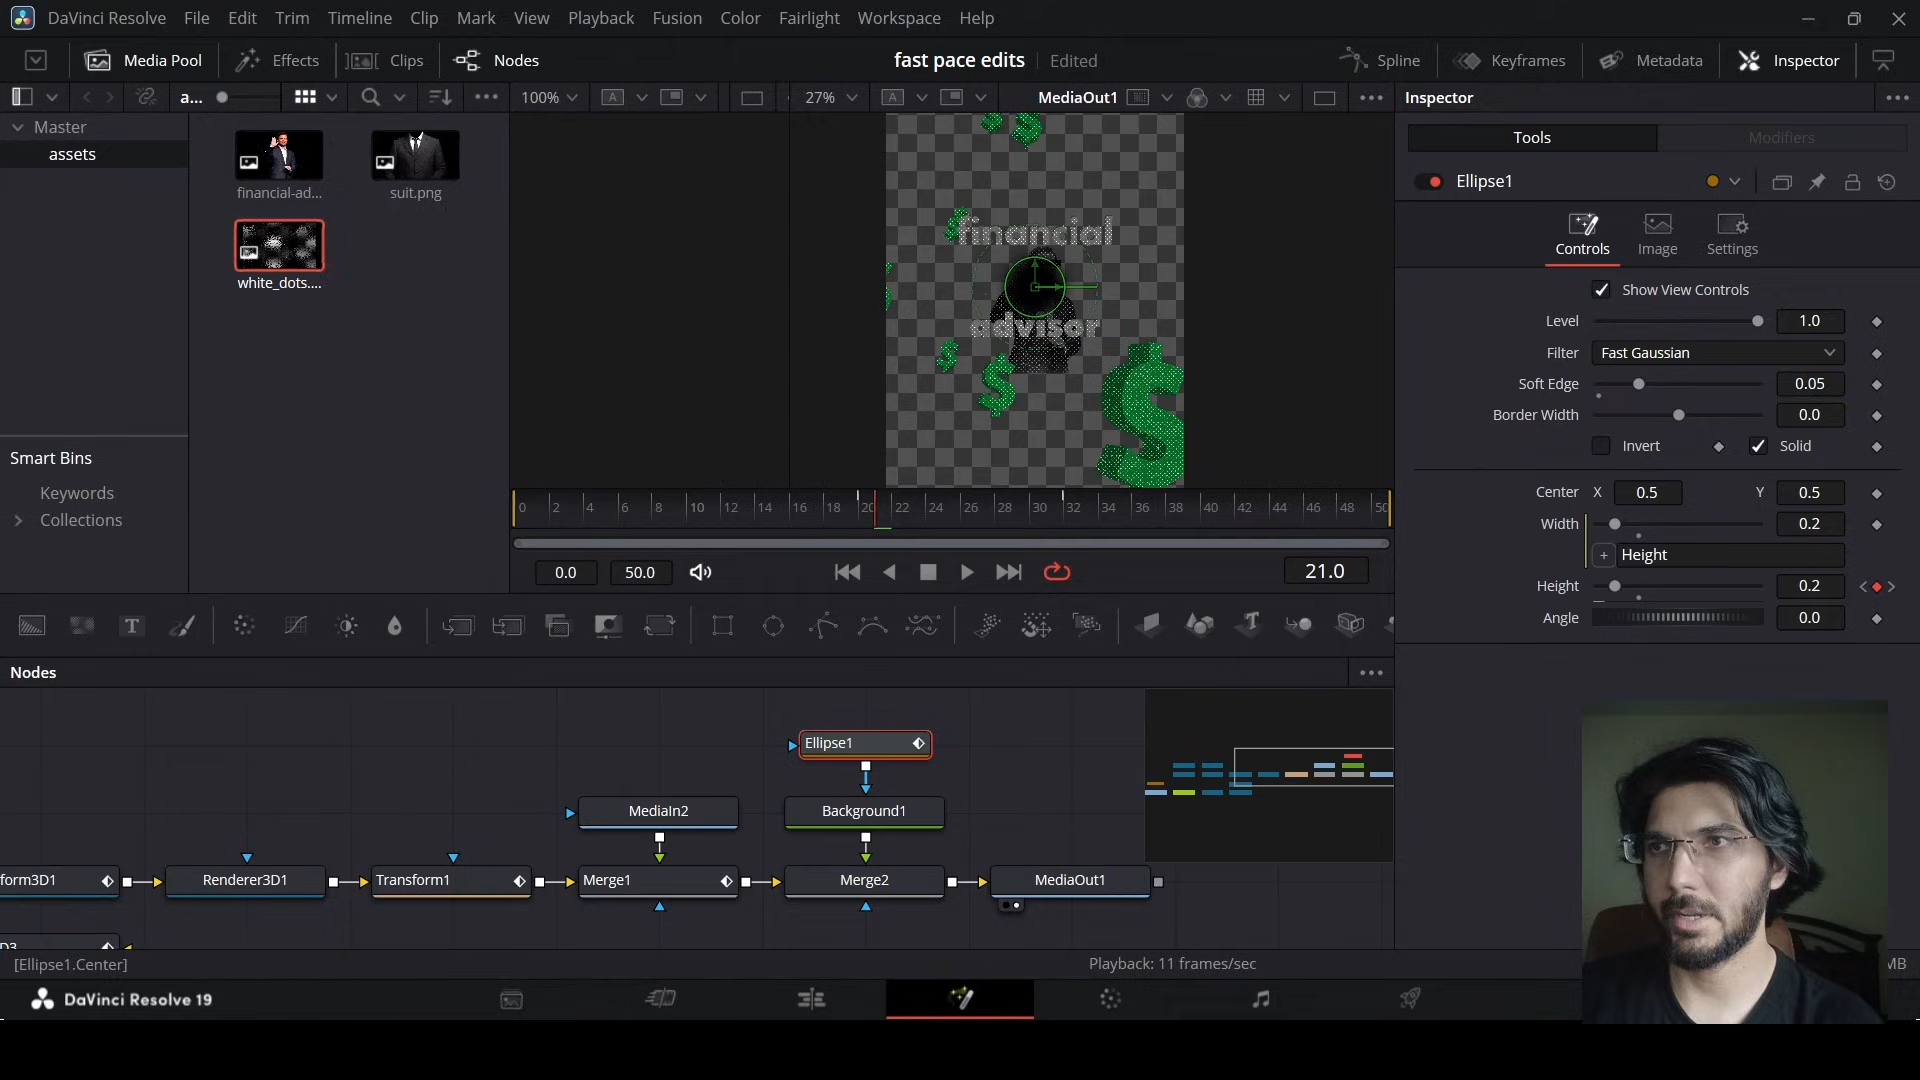 DaVinci Resolve File Edit Trim Timeline Clip Mark View Playback Fusion Color Fairlight Workspace Help
Media Pool Effects Clips Nodes fast pace edits Edited Spline Keyframes Metadata Inspector
a... 100% A 27% A MediaOut1 Inspector
Master
assets
financial-ad...
suit.png
white_dots....
Smart Bins
Keywords
Collections
financial
advisor
0 2 4 6 8 10 12 14 16 18 20 22 24 26 28 30 32 34 36 38 40 42 44 46 48 50
0.0 50.0 21.0
Tools Modifiers
Ellipse1
Controls Image Settings
Show View Controls
Level 1.0
Filter Fast Gaussian
Soft Edge 0.05
Border Width 0.0
Invert Solid
Center X 0.5 Y 0.5
Width 0.2
+ Height
Height 0.2
Angle 0.0
T
Nodes
Ellipse1
MediaIn2 Background1
form3D1 Renderer3D1 Transform1 Merge1 Merge2 MediaOut1
D3
[Ellipse1.Center] Playback: 11 frames/sec MB
DaVinci Resolve 19